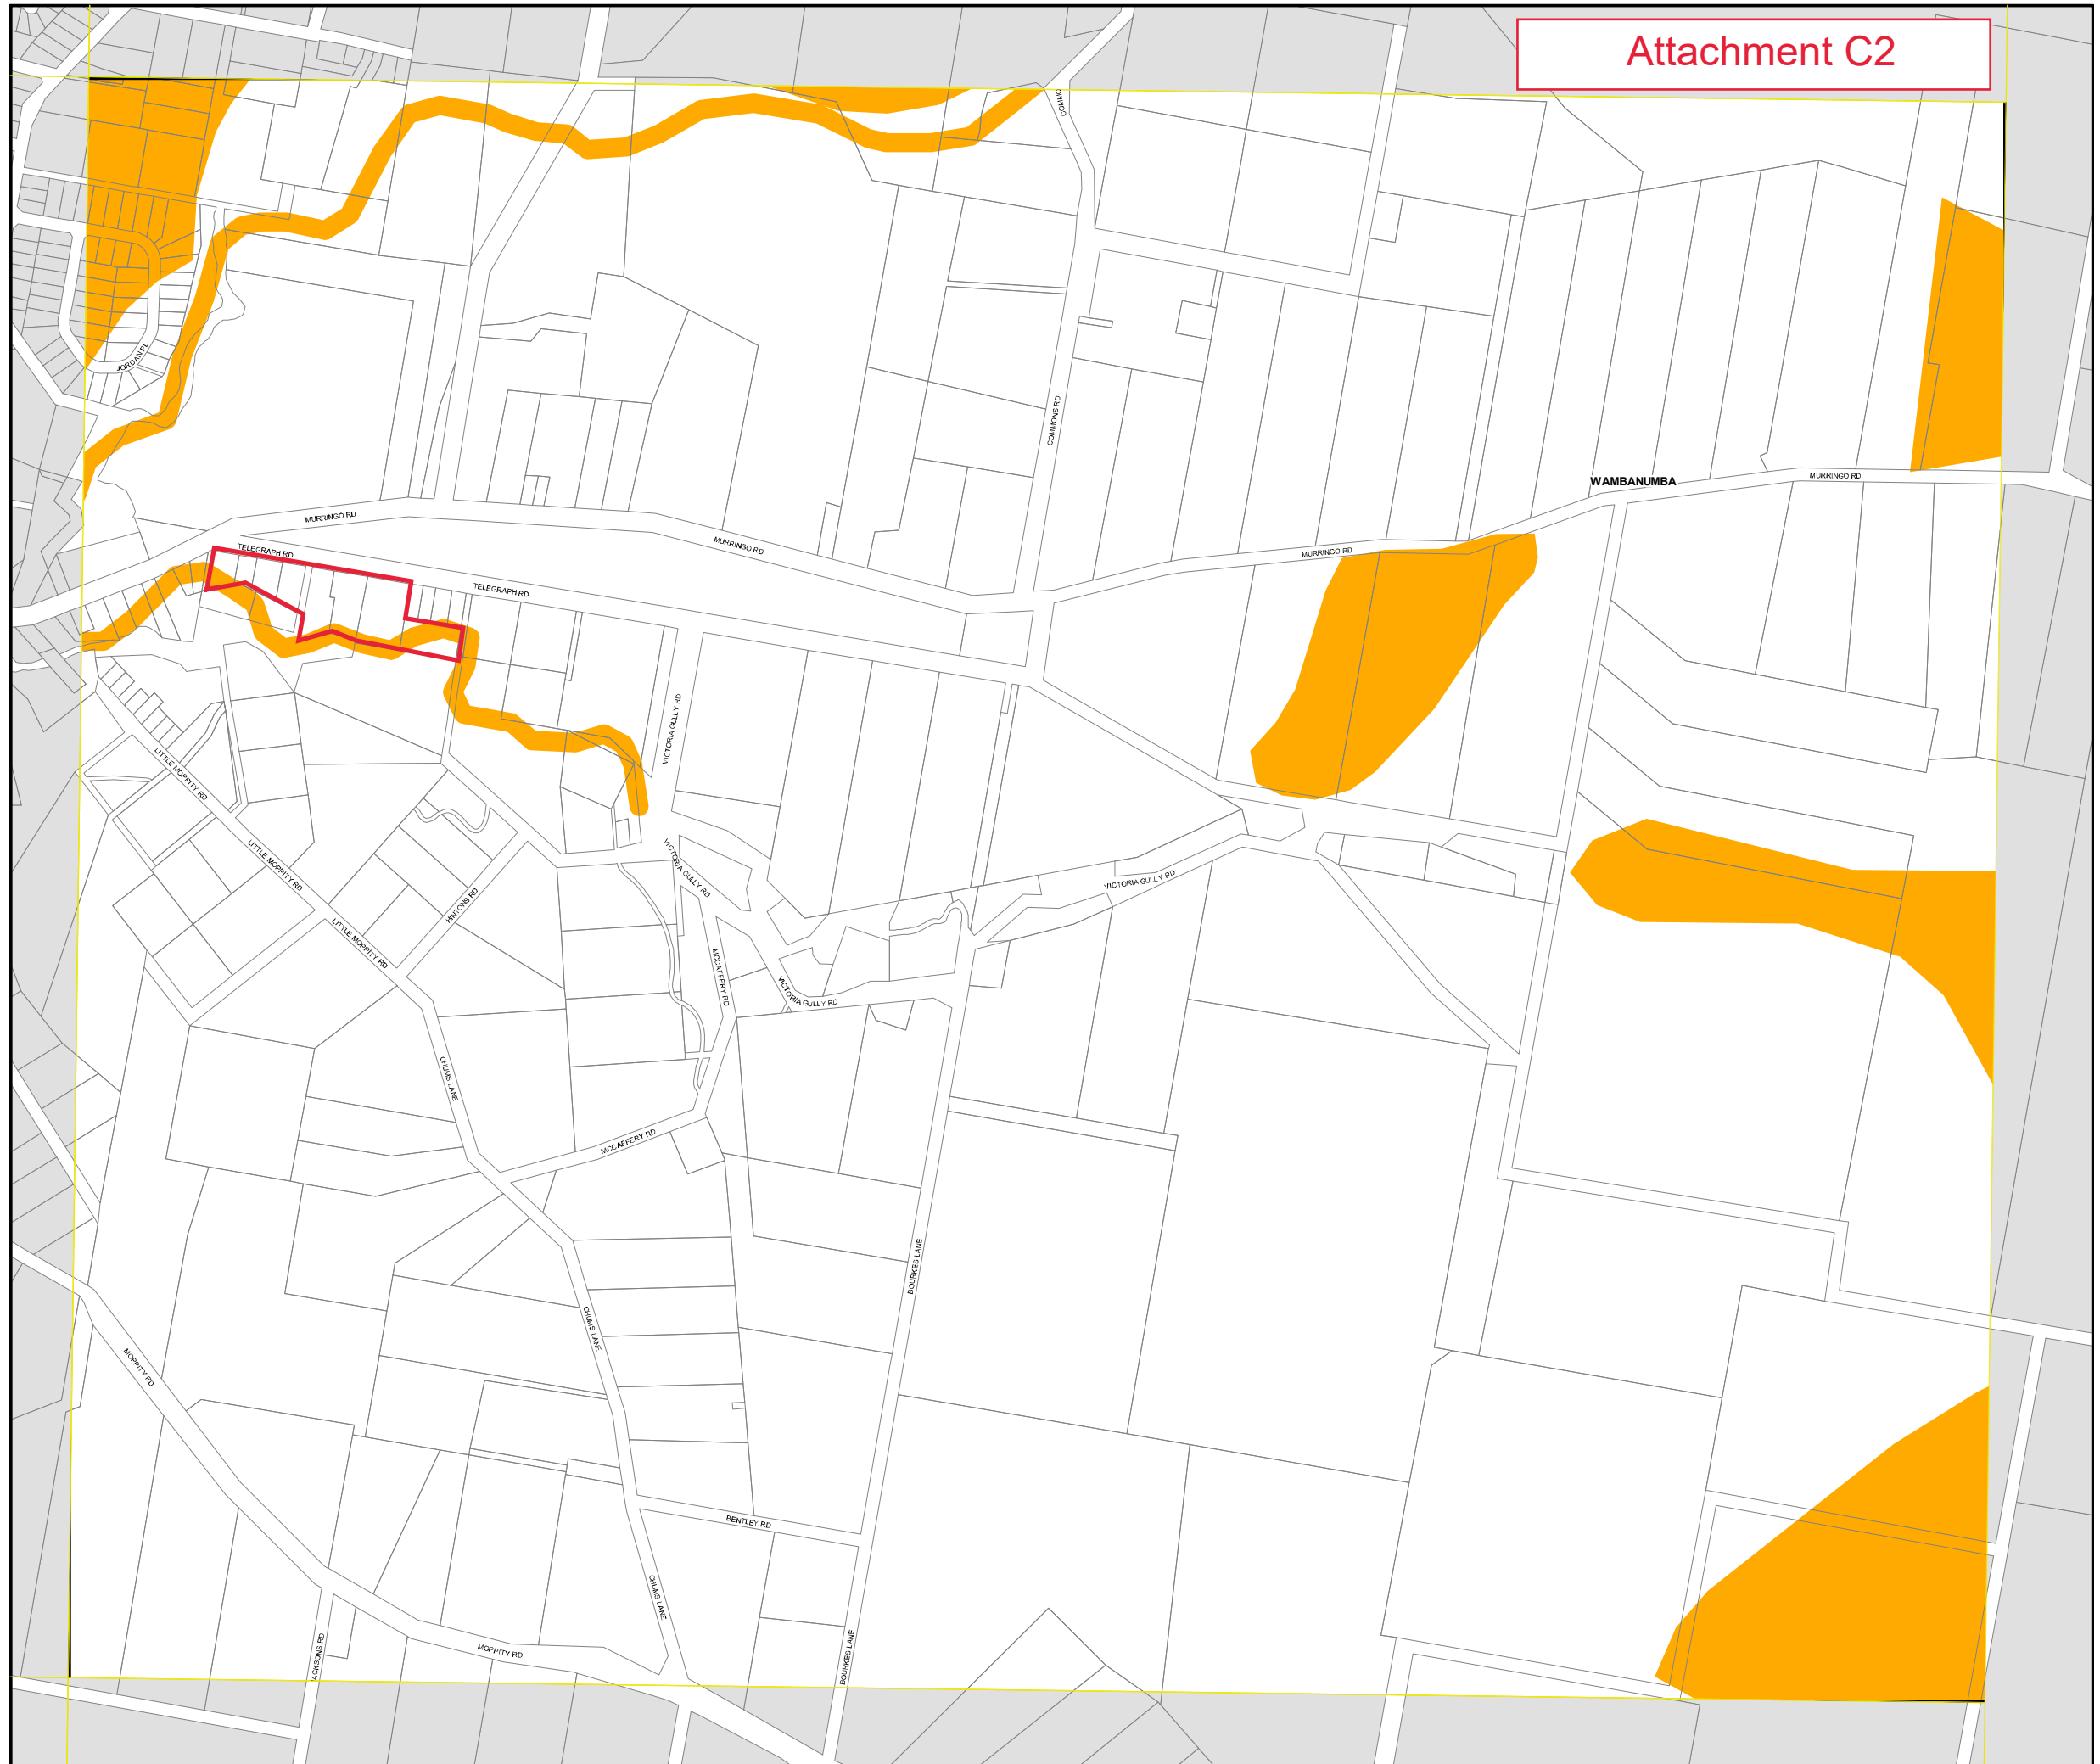 Attachment C2
COMMO
JORDAN PL
COMMONS RD
WAMBANUMBA
MURRINGO RD
MURRINGO RD
MURRINGO RD
MURRINGO RD
TELEGRAPH RD
TELEGRAPH RD
VICTORIA GULLY RD
LITTLE MOPPITY RD
LITTLE MOPPITY RD
VICTORIA GULLY RD
VICTORIA GULLY RD
HINTONS RD
LITTLE MOPPITY RD
MCCAFFERY RD
VICTORIA GULLY RD
CHUMS LANE
MCCAFFERY RD
BOURKES LANE
CHUMS LANE
MOPPITY RD
BENTLEY RD
CHUMS LANE
ACKSONS RD
MOPPITY RD
BOURKES LANE